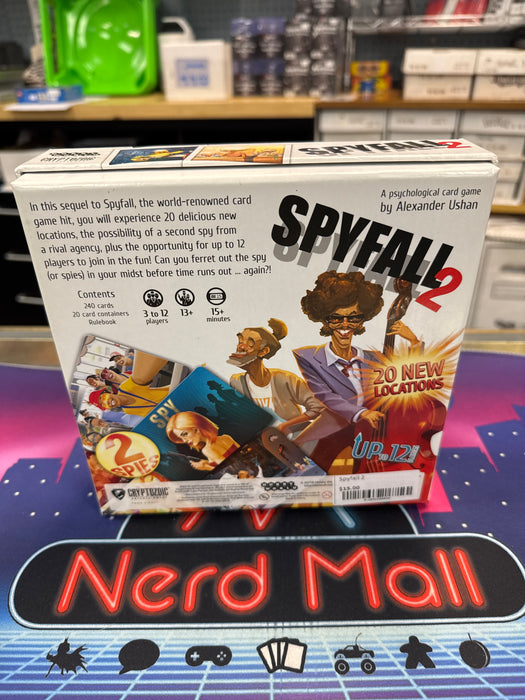 CRYPTOZOIC
SPYFALL 2
In this sequel to Spyfall, the world-renowned card
game hit, you will experience 20 delicious new
locations, the possibility of a second spy from
a rival agency, plus the opportunity for up to 12
players to join in the fun! Can you ferret out the spy
(or spies) in your midst before time runs out ... again?!
A psychological card game
by Alexander Ushan
SPYFALL 2
Contents
240 cards
20 card containers
Rulebook
3 to 12
players
13+
15+
minutes
20 NEW
LOCATIONS
SPY
2
SPIES
UP TO 12
CRYPTOZOIC
ENTERTAINMENT
Spyfall 2
$15.00
Nerd Mall